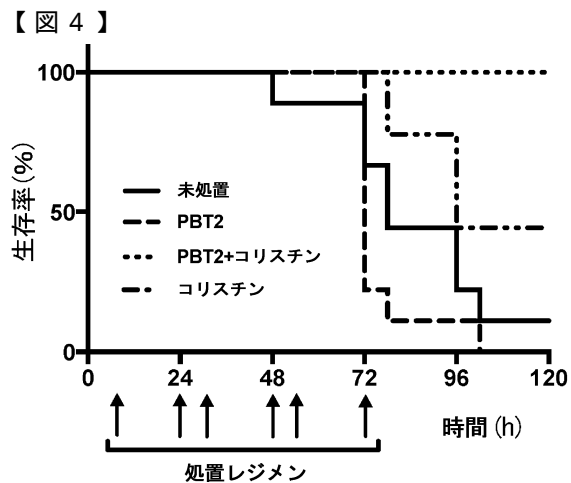 【 図 4 】
100
50
0
生存率(%)
未処置
PBT2
PBT2+コリスチン
コリスチン
0 24 48 72 96 120
時間 (h)
処置レジメン